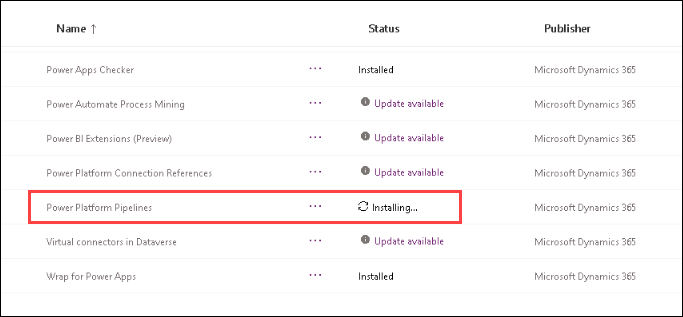 Name ↑ Status Publisher
Power Apps Checker ... Installed Microsoft Dynamics 365
Power Automate Process Mining ... Update available Microsoft Dynamics 365
Power BI Extensions (Preview) ... Update available Microsoft Dynamics 365
Power Platform Connection References ... Update available Microsoft Dynamics 365
Power Platform Pipelines ... Installing... Microsoft Dynamics 365
Virtual connectors in Dataverse ... Update available Microsoft Dynamics 365
Wrap for Power Apps ... Installed Microsoft Dynamics 365